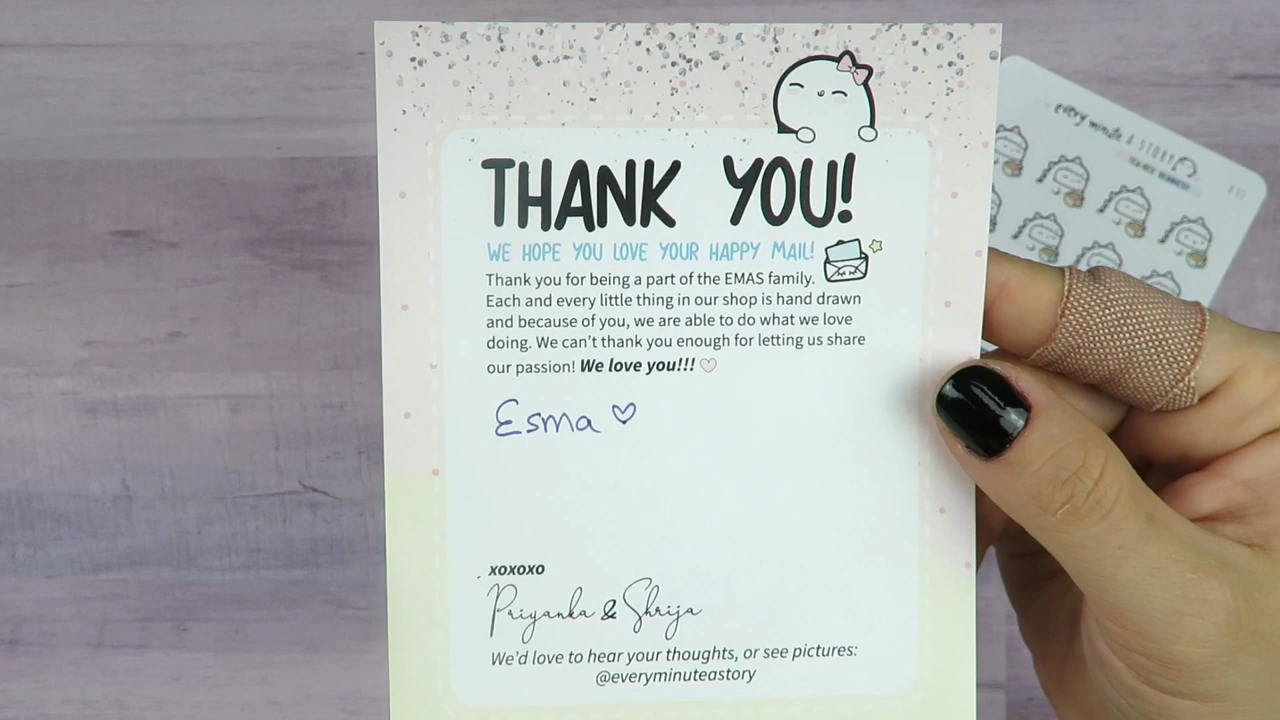 THANK YOU!
WE HOPE YOU LOVE YOUR HAPPY MAIL!
Thank you for being a part of the EMAS family.
Each and every little thing in our shop is hand drawn
and because of you, we are able to do what we love
doing. We can't thank you enough for letting us share
our passion! We love you!!!
Esma
xoxoxo
Priyanka & Shrija
We'd love to hear your thoughts, or see pictures:
@everyminuteastory
every minute a STORY